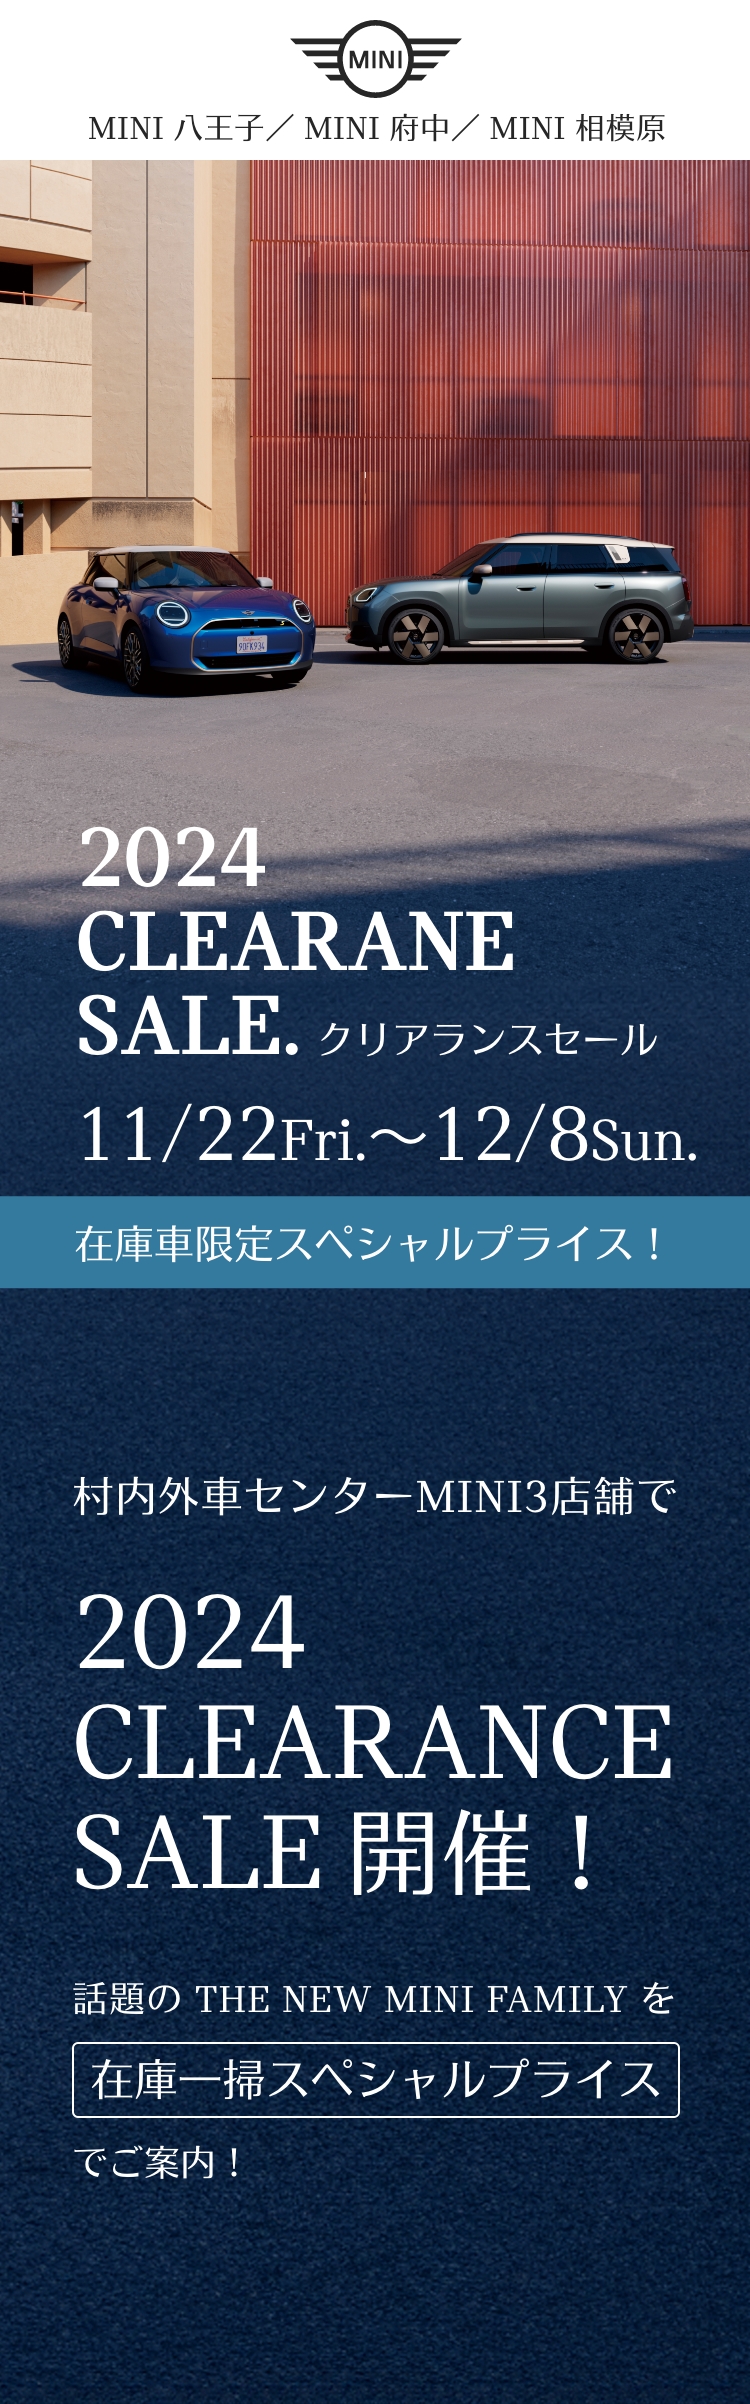 MINI
MINI 八王子／ MINI 府中／ MINI 相模原
90FK934
2024
CLEARANE
SALE. クリアランスセール
11/22Fri.〜12/8Sun.
在庫車限定スペシャルプライス！
村内外車センターMINI3店舗で
2024
CLEARANCE
SALE 開催！
話題の THE NEW MINI FAMILY を
在庫一掃スペシャルプライス
でご案内！